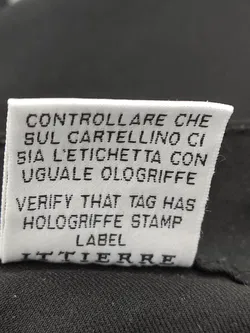 CONTROLLARE CHE
SUL CARTELLINO CI
SIA L'ETICHETTA CON
UGUALE OLOGRIFFE
VERIFY THAT TAG HAS
HOLOGRIFFE STAMP
LABEL
ITTIERRE